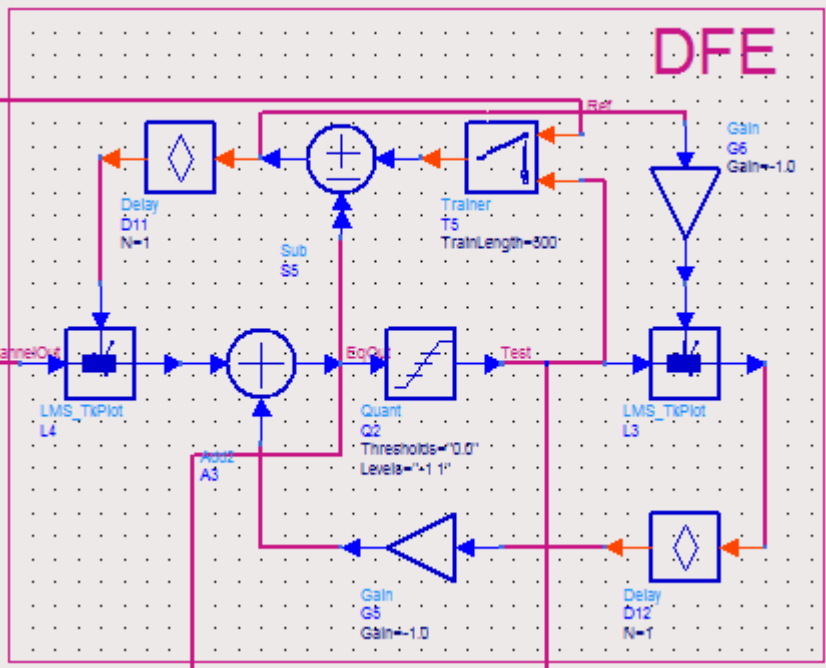 DFE
Ref
Gain
G6
Gain=-1.0
Delay
D11
N=1
Sub
S5
Trainer
T5
TrainLength=300
annelOut
EqOut
Test
LMS_TkPlot
L4
Add2
A3
Quant
Q2
Thresholds="0.0"
Levels="-1 1"
LMS_TkPlot
L3
Gain
G5
Gain=-1.0
Delay
D12
N=1